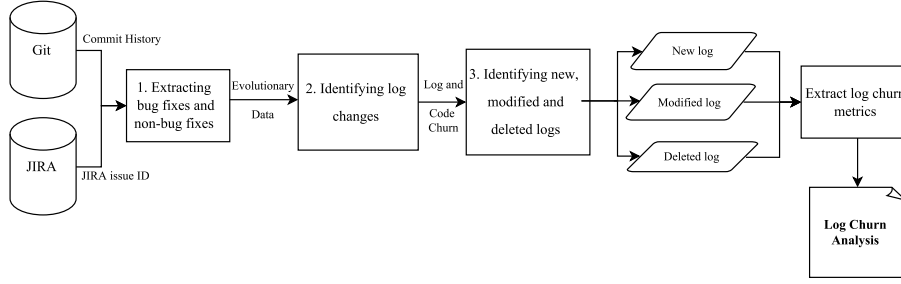 Git
Commit History
JIRA
JIRA issue ID
1. Extracting
bug fixes and
non-bug fixes
Evolutionary
Data
2. Identifying log
changes
Log and
Code
Churn
3. Identifying new,
modified and
deleted logs
New log
Modified log
Deleted log
Extract log churn
metrics
Log Churn
Analysis